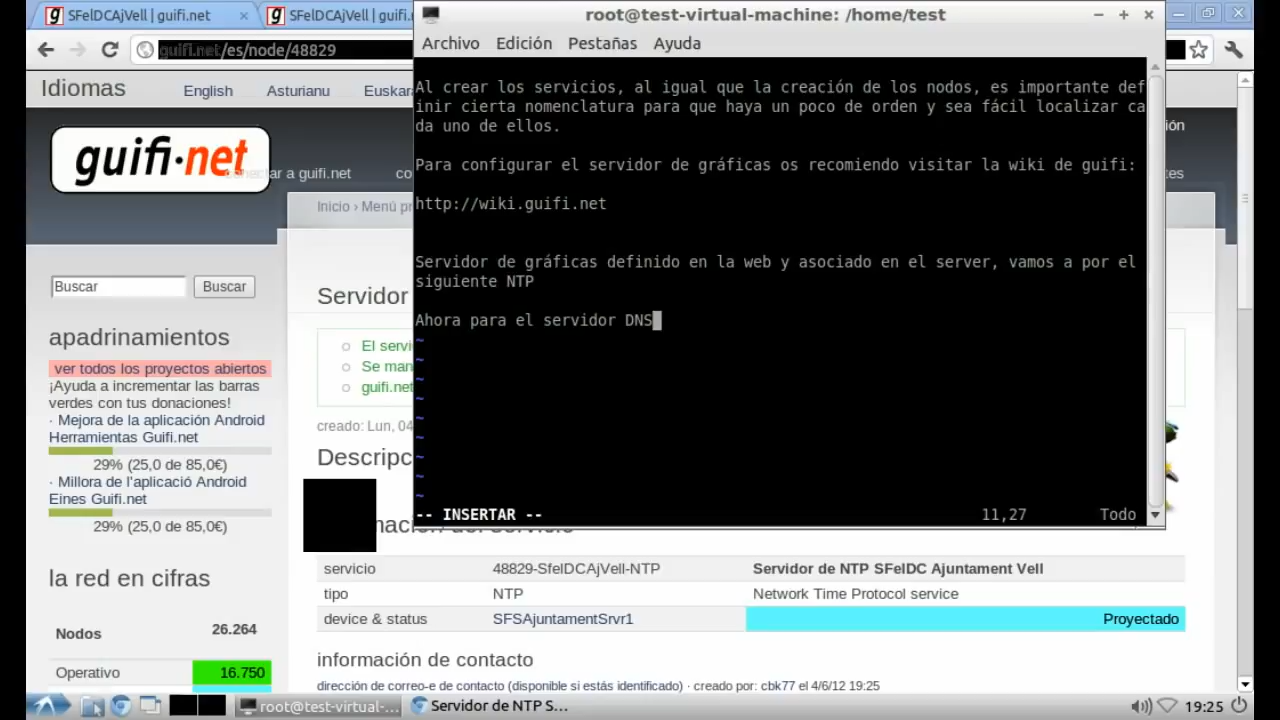 SFelDCAjVell | guifi.net
SFelDCAjVell | guifi.
root@test-virtual-machine: /home/test
guifi.net/es/node/48829
Archivo Edición Pestañas Ayuda
Idiomas English Asturianu Euskara
guifi·net
a guifi.net
Inicio › Menú
Al crear los servicios, al igual que la creación de los nodos, es importante def
inir cierta nomenclatura para que haya un poco de orden y sea fácil localizar ca
da uno de ellos.
Para configurar el servidor de gráficas os recomiendo visitar la wiki de guifi:
http://wiki.guifi.net
Servidor de gráficas definido en la web y asociado en el server, vamos a por el
siguiente NTP
Ahora para el servidor DNS
~
~
~
~
~
~
~
~
~
-- INSERTAR -- 11,27 Todo
Buscar Buscar
apadrinamientos
ver todos los proyectos abiertos
¡Ayuda a incrementar las barras
verdes con tus donaciones!
· Mejora de la aplicación Android
Herramientas Guifi.net
29% (25,0 de 85,0€)
· Millora de l'aplicació Android
Eines Guifi.net
29% (25,0 de 85,0€)
la red en cifras
Nodos 26.264
Operativo 16.750
Servidor
El servi
Se man
guifi.net
creado: Lun, 04
Descripc
servicio 48829-SfelDCAjVell-NTP Servidor de NTP SFelDC Ajuntament Vell
tipo NTP Network Time Protocol service
device & status SFSAjuntamentSrvr1 Proyectado
información de contacto
dirección de correo-e de contacto (disponible si estás identificado) · creado por: cbk77 el 4/6/12 19:25
root@test-virtual-... Servidor de NTP S... 19:25